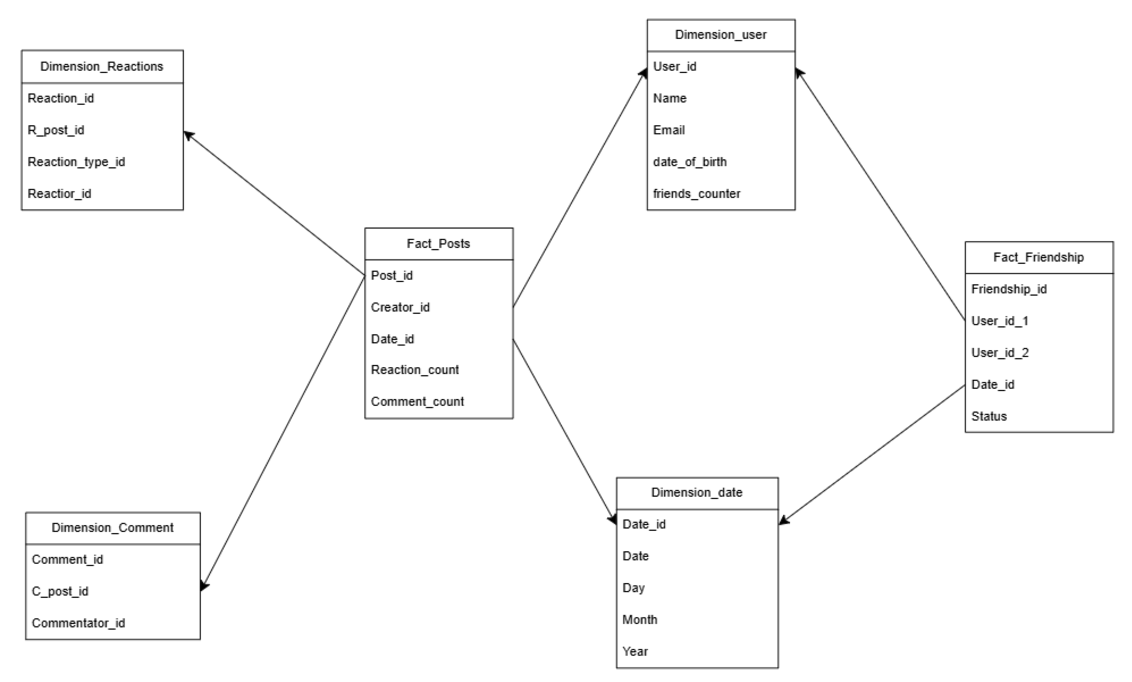 Dimension_Reactions
Reaction_id
R_post_id
Reaction_type_id
Reactior_id
Dimension_user
User_id
Name
Email
date_of_birth
friends_counter
Fact_Posts
Post_id
Creator_id
Date_id
Reaction_count
Comment_count
Fact_Friendship
Friendship_id
User_id_1
User_id_2
Date_id
Status
Dimension_Comment
Comment_id
C_post_id
Commentator_id
Dimension_date
Date_id
Date
Day
Month
Year